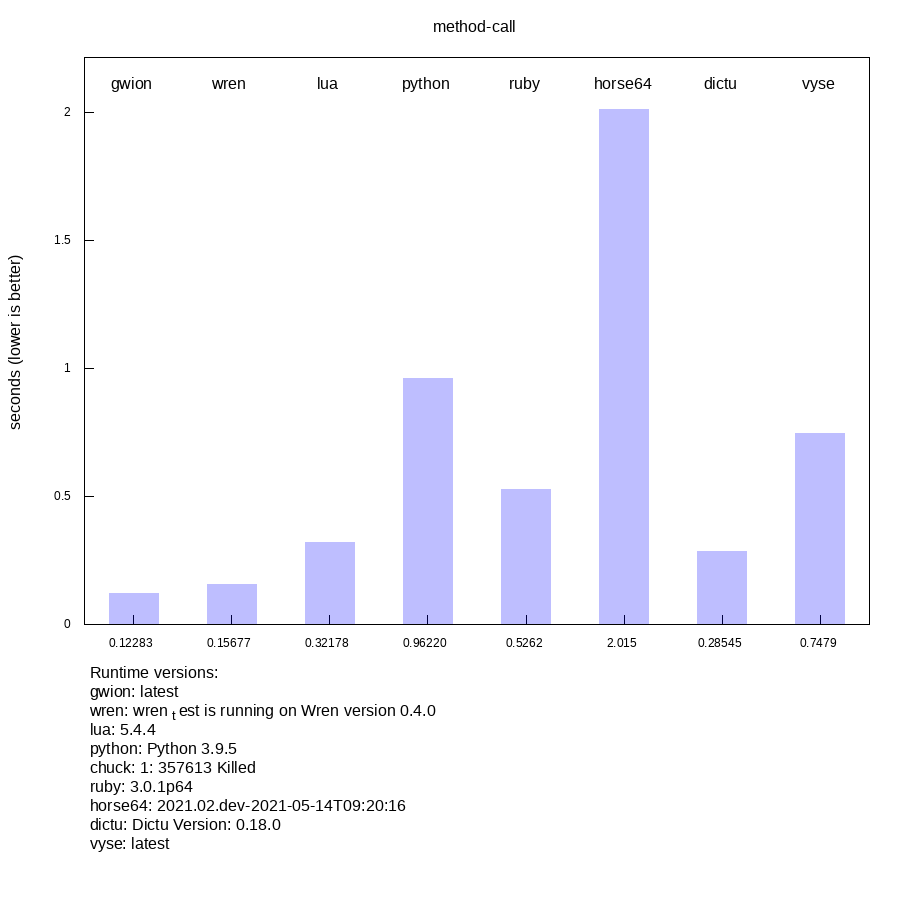 method-call
gwion wren lua python ruby horse64 dictu vyse
2
1.5
1
0.5
0
seconds (lower is better)
0.12283 0.15677 0.32178 0.96220 0.5262 2.015 0.28545 0.7479
Runtime versions:
gwion: latest
wren: wren t est is running on Wren version 0.4.0
lua: 5.4.4
python: Python 3.9.5
chuck: 1: 357613 Killed
ruby: 3.0.1p64
horse64: 2021.02.dev-2021-05-14T09:20:16
dictu: Dictu Version: 0.18.0
vyse: latest